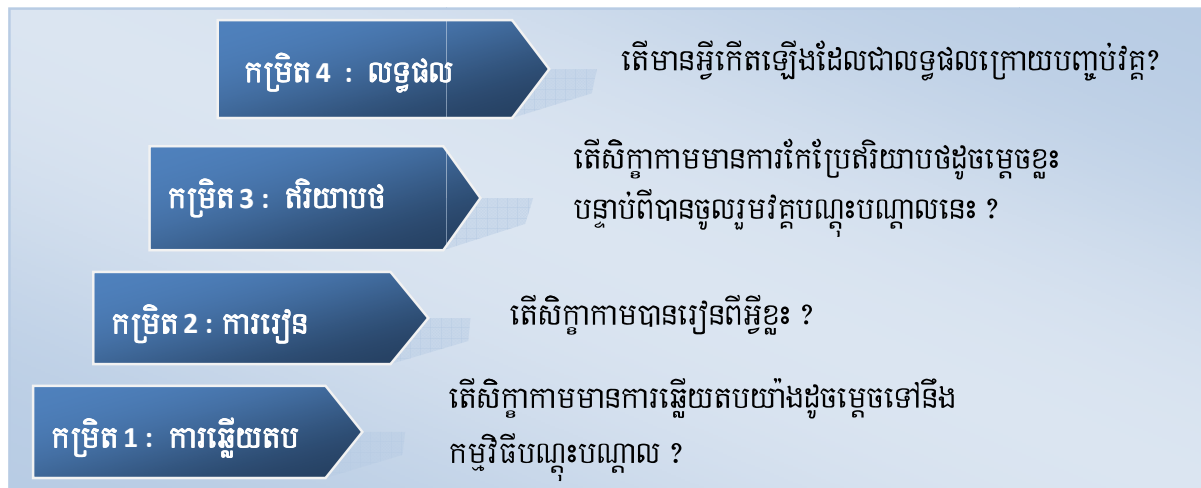 កម្រិត 4 : លទ្ធផល
តើមានអ្វីកើតឡើងដែលជាលទ្ធផលក្រោយបញ្ចប់វគ្គ?
កម្រិត 3 : ឥរិយាបថ
តើសិក្ខាកាមមានការកែប្រែឥរិយាបថដូចម្តេចខ្លះ
បន្ទាប់ពីបានចូលរួមវគ្គបណ្តុះបណ្តាលនេះ ?
កម្រិត 2 : ការរៀន
តើសិក្ខាកាមបានរៀនពីអ្វីខ្លះ ?
កម្រិត 1 : ការឆ្លើយតប
តើសិក្ខាកាមមានការឆ្លើយតបយ៉ាងដូចម្តេចទៅនឹង
កម្មវិធីបណ្តុះបណ្តាល ?